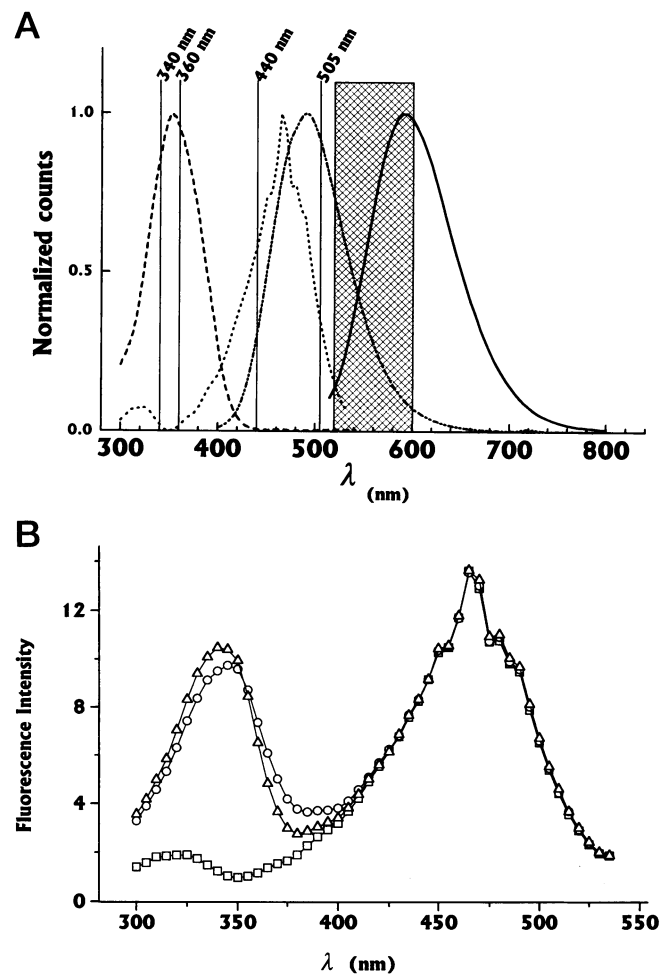 A
340 nm
360 nm
440 nm
505 nm
1.0
0.5
0.0
Normalized counts
300 400 500 600 700 800
λ (nm)
B
12
8
4
0
Fluorescence Intensity
300 350 400 450 500 550
λ (nm)